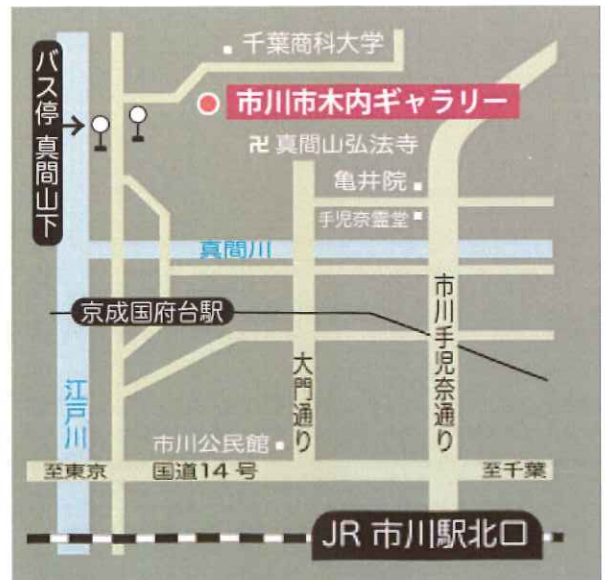 千葉商科大学
市川市木内ギャラリー
バス停 真間山下
卍 真間山弘法寺
亀井院
手児奈霊堂
真間川
京成国府台駅
市川手児奈通り
大門通り
江戸川
市川公民館
至東京
国道14号
至千葉
JR 市川駅北口